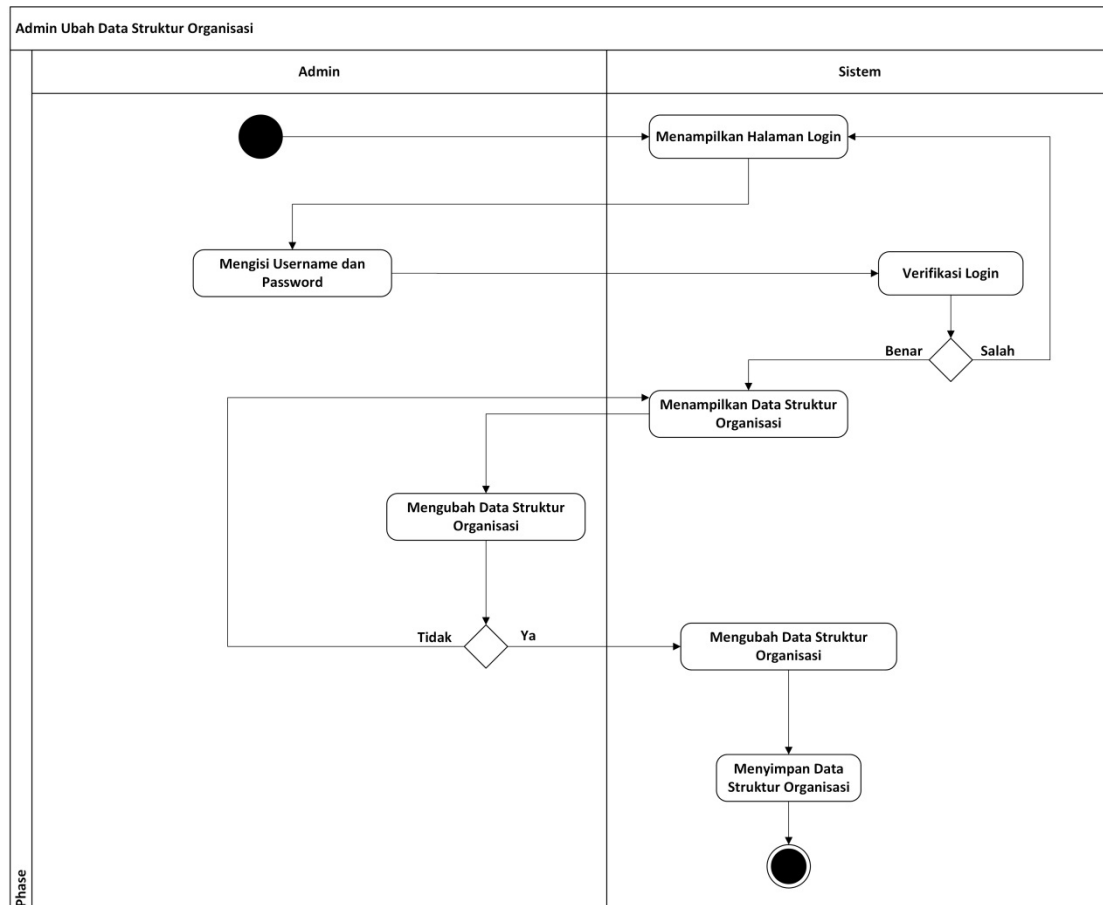 Admin Ubah Data Struktur Organisasi
Admin
Sistem
Menampilkan Halaman Login
Mengisi Username dan
Password
Verifikasi Login
Benar
Salah
Menampilkan Data Struktur
Organisasi
Mengubah Data Struktur
Organisasi
Tidak
Ya
Mengubah Data Struktur
Organisasi
Menyimpan Data
Struktur Organisasi
Phase